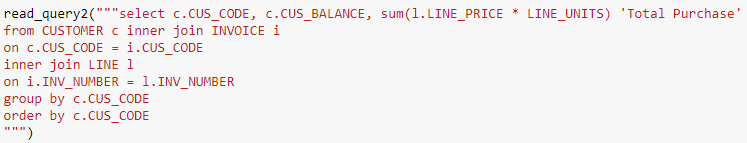 read_query2("""select c.CUS_CODE, c.CUS_BALANCE, sum(l.LINE_PRICE * LINE_UNITS) 'Total Purchase'
from CUSTOMER c inner join INVOICE i
on c.CUS_CODE = i.CUS_CODE
inner join LINE l
on i.INV_NUMBER = l.INV_NUMBER
group by c.CUS_CODE
order by c.CUS_CODE
""")